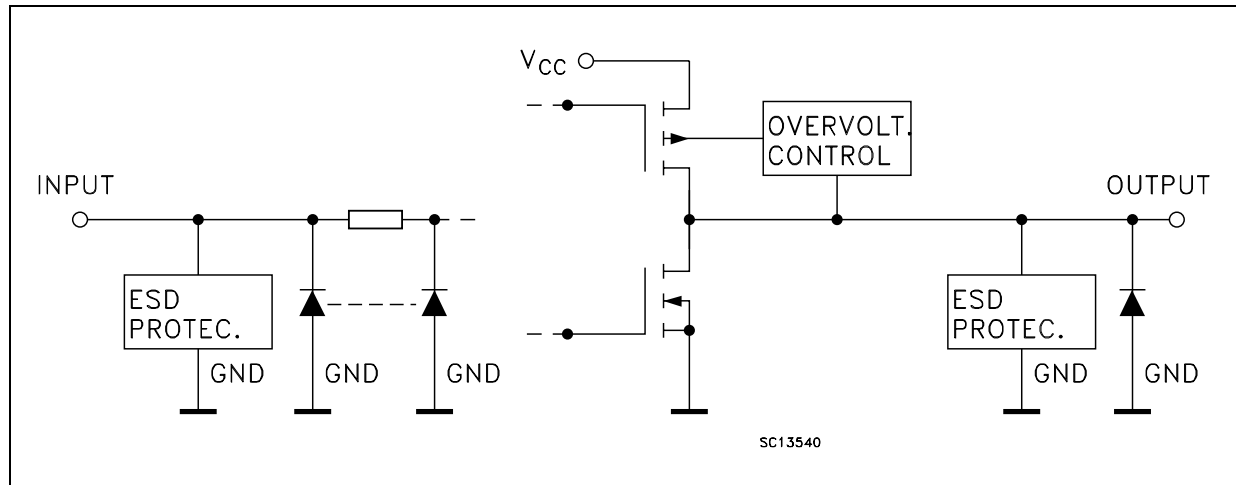 VCC
OVERVOLT.
CONTROL
INPUT
OUTPUT
ESD
PROTEC.
ESD
PROTEC.
GND
GND
GND
GND
GND
SC13540